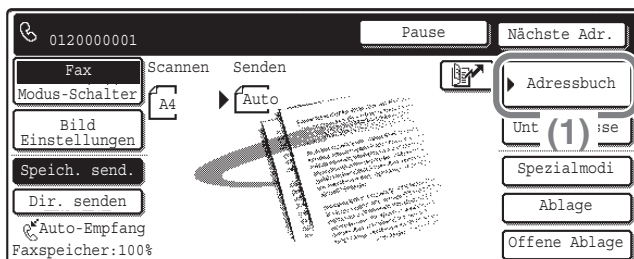 0120000001
Pause
Nächste Adr.
Fax
Modus-Schalter
Scannen
Senden
A4
Auto
Adressbuch
Bild
Einstellungen
(1)
Speich. send.
Spezialmodi
Dir. senden
Ablage
Auto-Empfang
Faxspeicher:100%
Offene Ablage